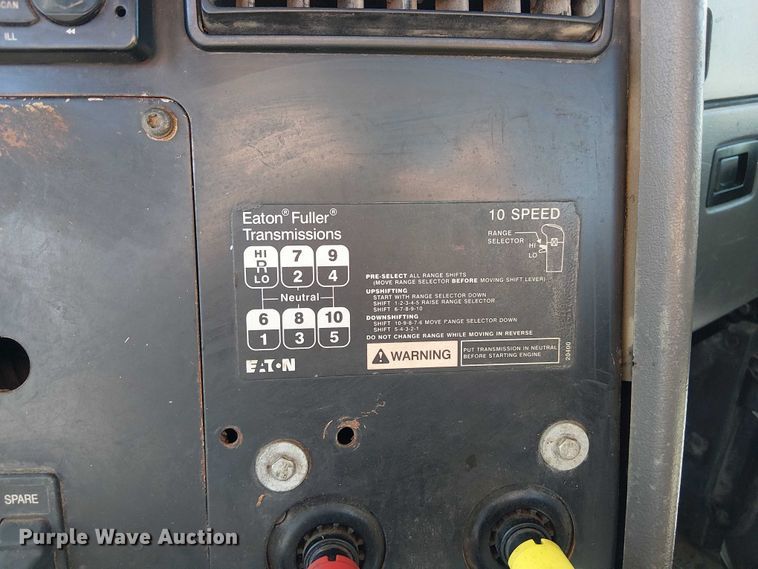 SCAN
ILL
Eaton® Fuller®
Transmissions
10 SPEED
RANGE
SELECTOR
HI
LO
HI
R
LO
7
2
9
4
Neutral
6
1
8
3
10
5
PRE-SELECT ALL RANGE SHIFTS
(MOVE RANGE SELECTOR BEFORE MOVING SHIFT LEVER)
UPSHIFTING
START WITH RANGE SELECTOR DOWN
SHIFT 1-2-3-4-5 RAISE RANGE SELECTOR
SHIFT 6-7-8-9-10
DOWNSHIFTING
SHIFT 10-9-8-7-6 MOVE RANGE SELECTOR DOWN
SHIFT 5-4-3-2-1
DO NOT CHANGE RANGE WHILE MOVING IN REVERSE
WARNING
PUT TRANSMISSION IN NEUTRAL
BEFORE STARTING ENGINE
20400
EATON
SPARE
Purple Wave Auction